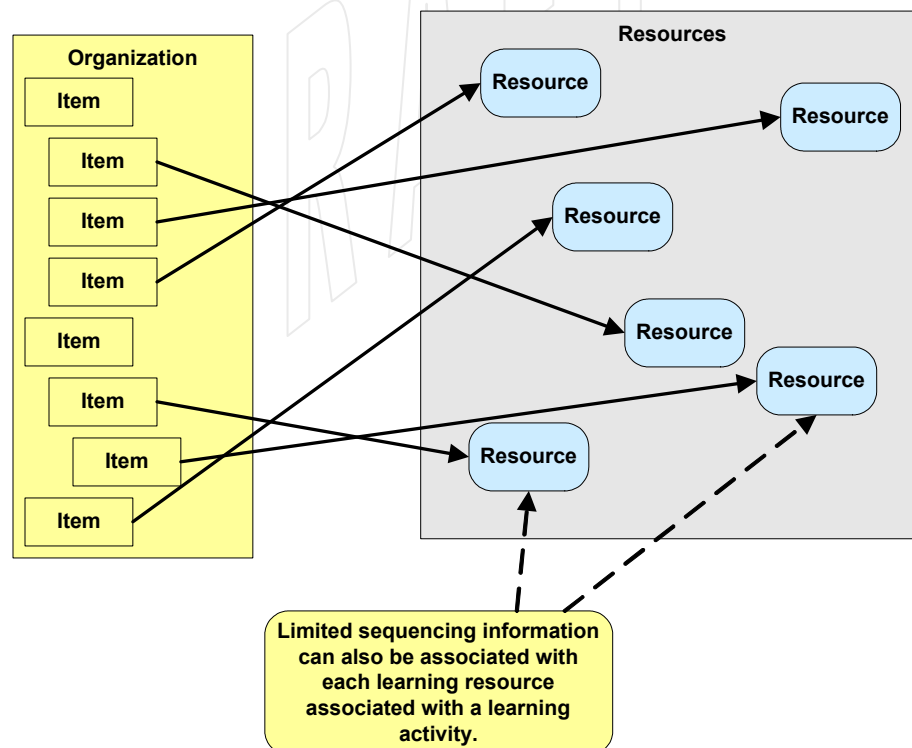 Organization
Item
Item
Item
Item
Item
Item
Item
Item
Resources
Resource
Resource
Resource
Resource
Resource
Resource
Limited sequencing information
can also be associated with
each learning resource
associated with a learning
activity.